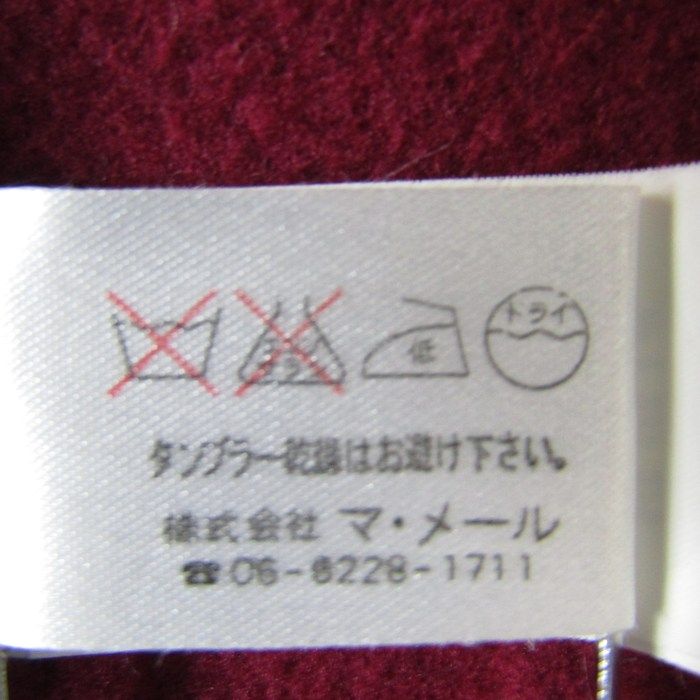 低 ドライ
タンブラー乾燥はお避け下さい。
株式会社 マ・メール
☎06-6228-1711